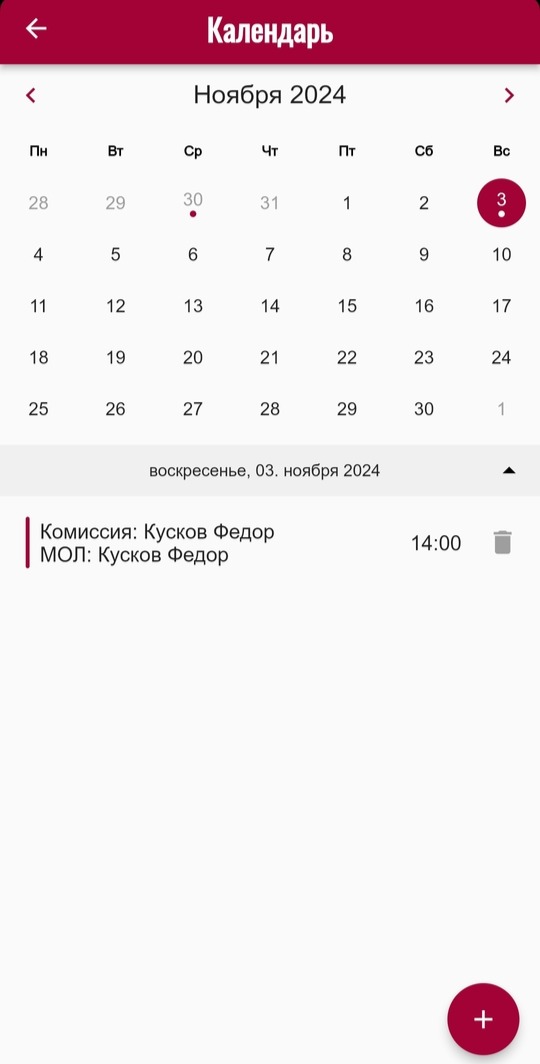 Календарь
Ноября 2024
Пн Вт Ср Чт Пт Сб Вс
28 29 30 31 1 2 3
4 5 6 7 8 9 10
11 12 13 14 15 16 17
18 19 20 21 22 23 24
25 26 27 28 29 30 1
воскресенье, 03. ноября 2024
Комиссия: Кусков Федор
МОЛ: Кусков Федор
14:00